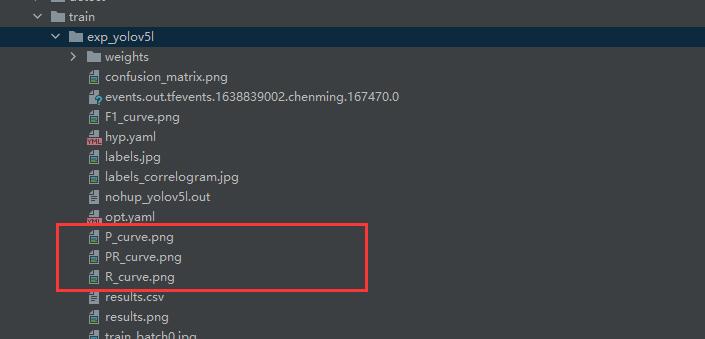 detect
train
exp_yolov5l
weights
confusion_matrix.png
events.out.tfevents.1638839002.chenming.167470.0
F1_curve.png
hyp.yaml
labels.jpg
labels_correlogram.jpg
nohup_yolov5l.out
opt.yaml
P_curve.png
PR_curve.png
R_curve.png
results.csv
results.png
train_batch0.jpg